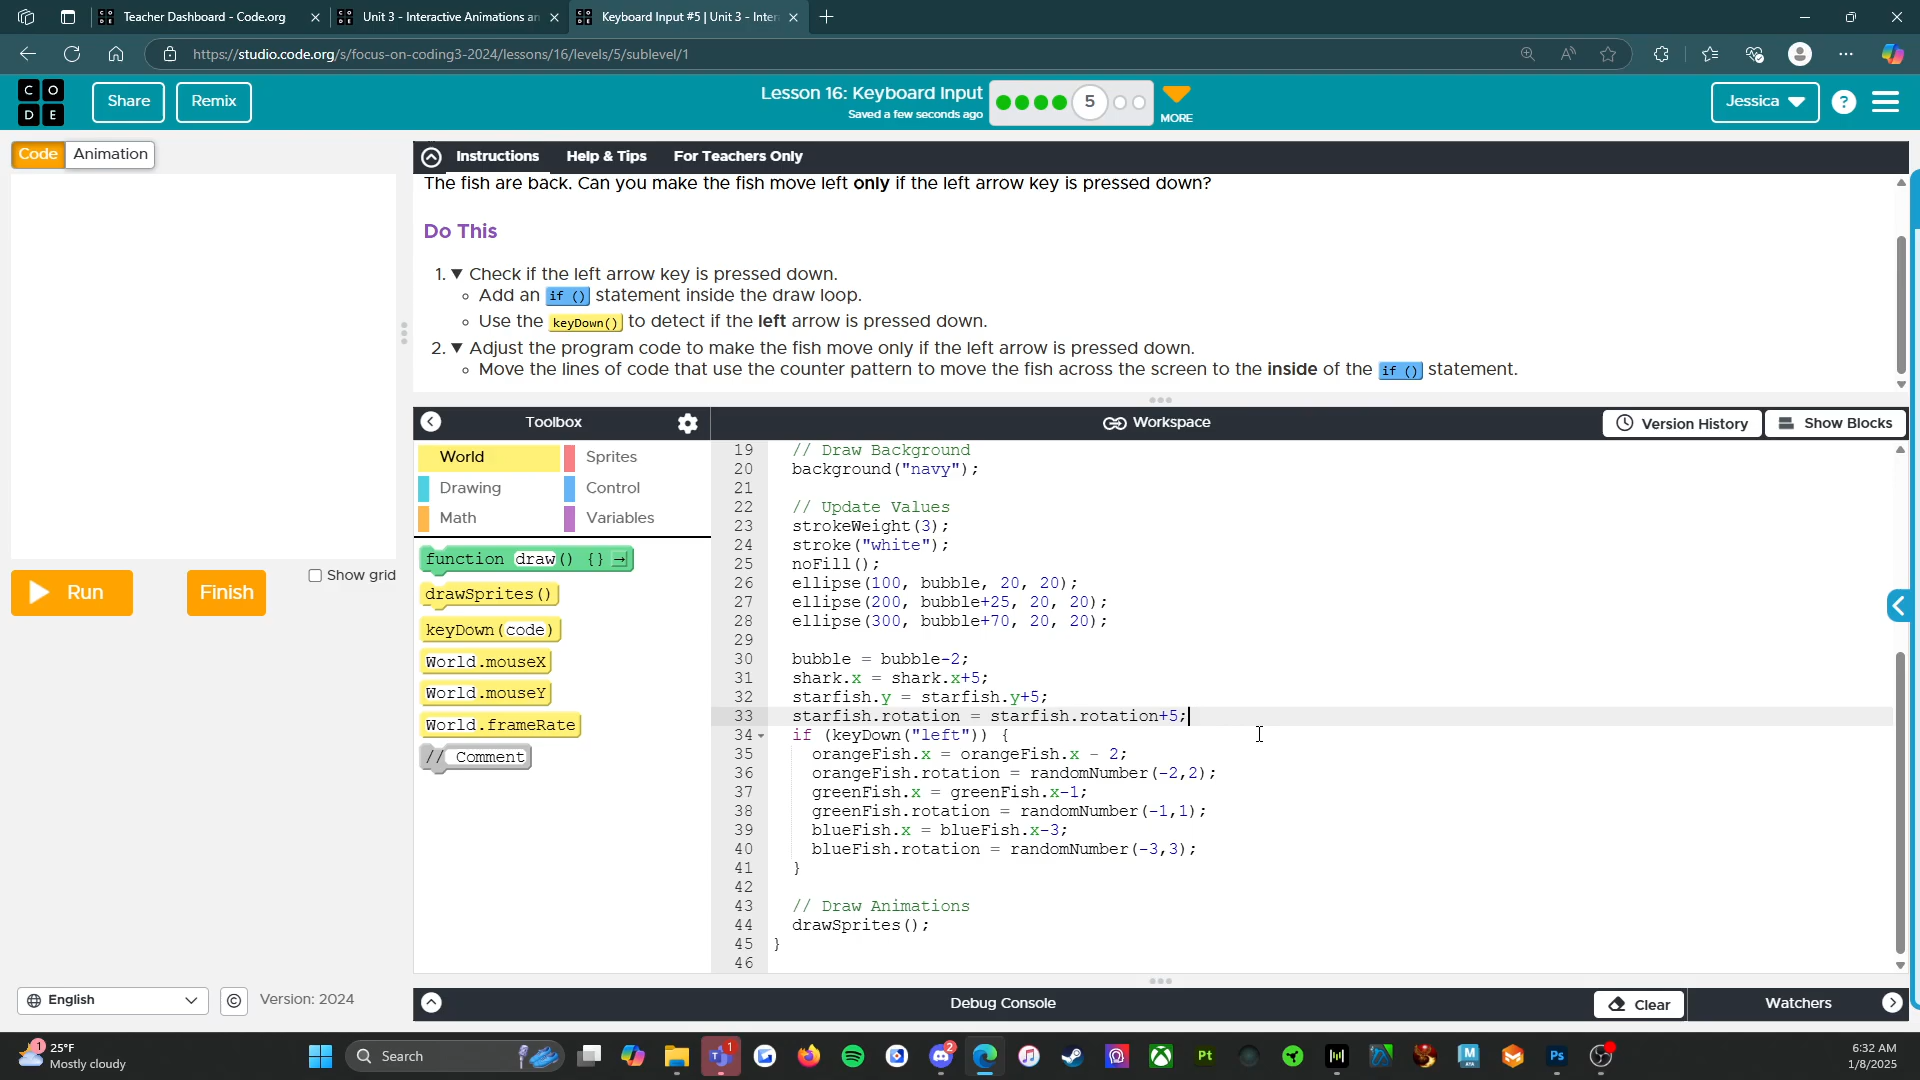 Teacher Dashboard - Code.org
Unit 3 - Interactive Animations an
Keyboard Input #5 | Unit 3 - Inter
https://studio.code.org/s/focus-on-coding3-2024/lessons/16/levels/5/sublevel/1
C O D E
Share
Remix
Lesson 16: Keyboard Input
Saved a few seconds ago
5
MORE
Jessica
?
Code
Animation
Instructions
Help & Tips
For Teachers Only
The fish are back. Can you make the fish move left only if the left arrow key is pressed down?
Do This
1. ▼ Check if the left arrow key is pressed down.
Add an if () statement inside the draw loop.
Use the keyDown() to detect if the left arrow is pressed down.
2. ▼ Adjust the program code to make the fish move only if the left arrow is pressed down.
Move the lines of code that use the counter pattern to move the fish across the screen to the inside of the if () statement.
Toolbox
Workspace
Version History
Show Blocks
World
Sprites
Drawing
Control
Math
Variables
function draw() {} →
drawSprites()
keyDown(code)
World.mouseX
World.mouseY
World.frameRate
// Comment
Run
Finish
Show grid
19 // Draw Background
20 background("navy");
21
22 // Update Values
23 strokeWeight(3);
24 stroke("white");
25 noFill();
26 ellipse(100, bubble, 20, 20);
27 ellipse(200, bubble+25, 20, 20);
28 ellipse(300, bubble+70, 20, 20);
29
30 bubble = bubble-2;
31 shark.x = shark.x+5;
32 starfish.y = starfish.y+5;
33 starfish.rotation = starfish.rotation+5;
34 if (keyDown("left")) {
35 orangeFish.x = orangeFish.x - 2;
36 orangeFish.rotation = randomNumber(-2,2);
37 greenFish.x = greenFish.x-1;
38 greenFish.rotation = randomNumber(-1,1);
39 blueFish.x = blueFish.x-3;
40 blueFish.rotation = randomNumber(-3,3);
41 }
42
43 // Draw Animations
44 drawSprites();
45 }
46
English
©
Version: 2024
Debug Console
Clear
Watchers
1
25°F
Mostly cloudy
Search
1
2
Pt
M
Ps
6:32 AM
1/8/2025